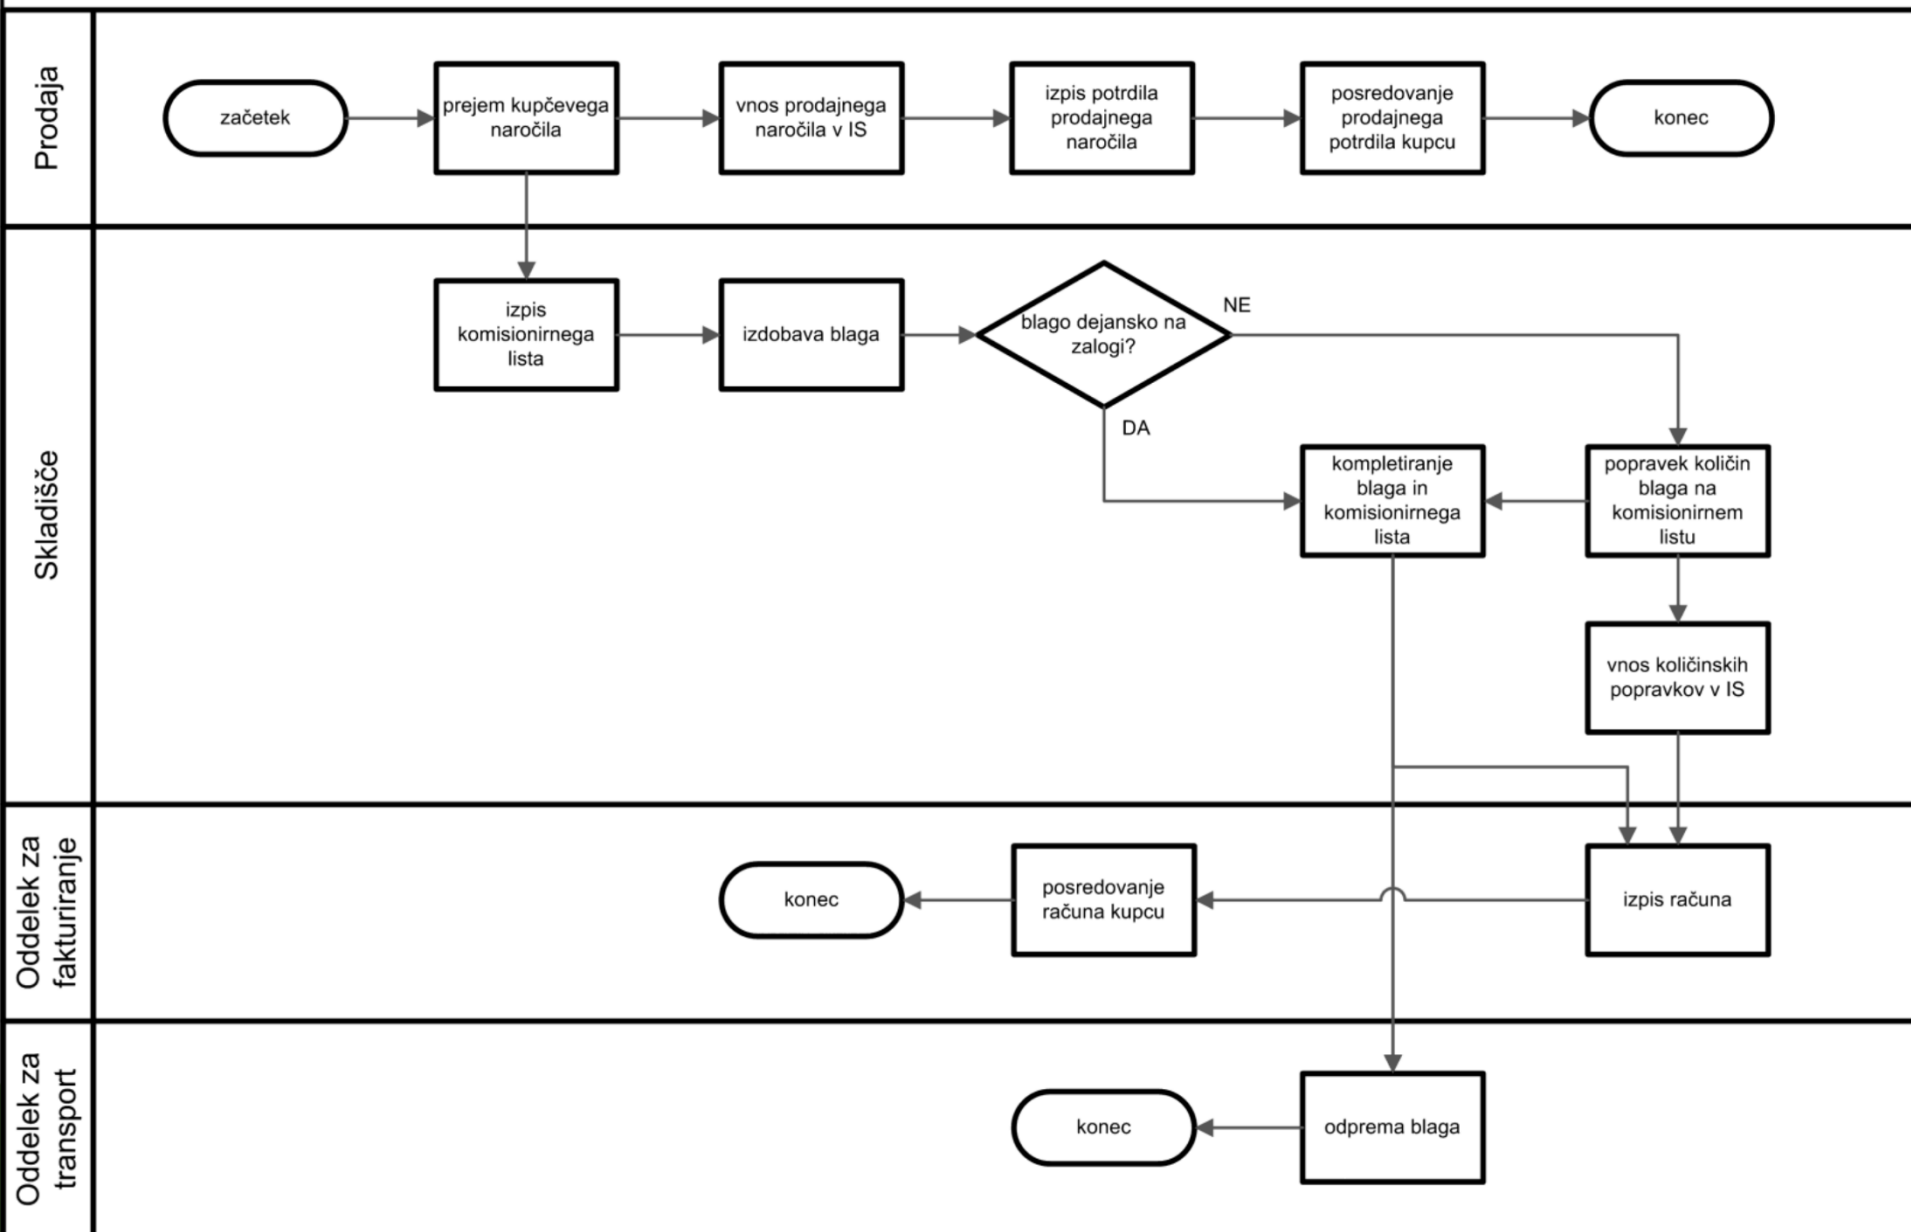 Prodaja
začetek
prejem kupčevega
naročila
vnos prodajnega
naročila v IS
izpis potrdila
prodajnega
naročila
posredovanje
prodajnega
potrdila kupcu
konec
Skladišče
izpis
komisionirnega
lista
izdobava blaga
blago dejansko na
zalogi?
NE
DA
kompletiranje
blaga in
komisionirnega
lista
popravek količin
blaga na
komisionirnem
listu
vnos količinskih
popravkov v IS
Oddelek za
fakturiranje
konec
posredovanje
računa kupcu
izpis računa
Oddelek za
transport
konec
odprema blaga